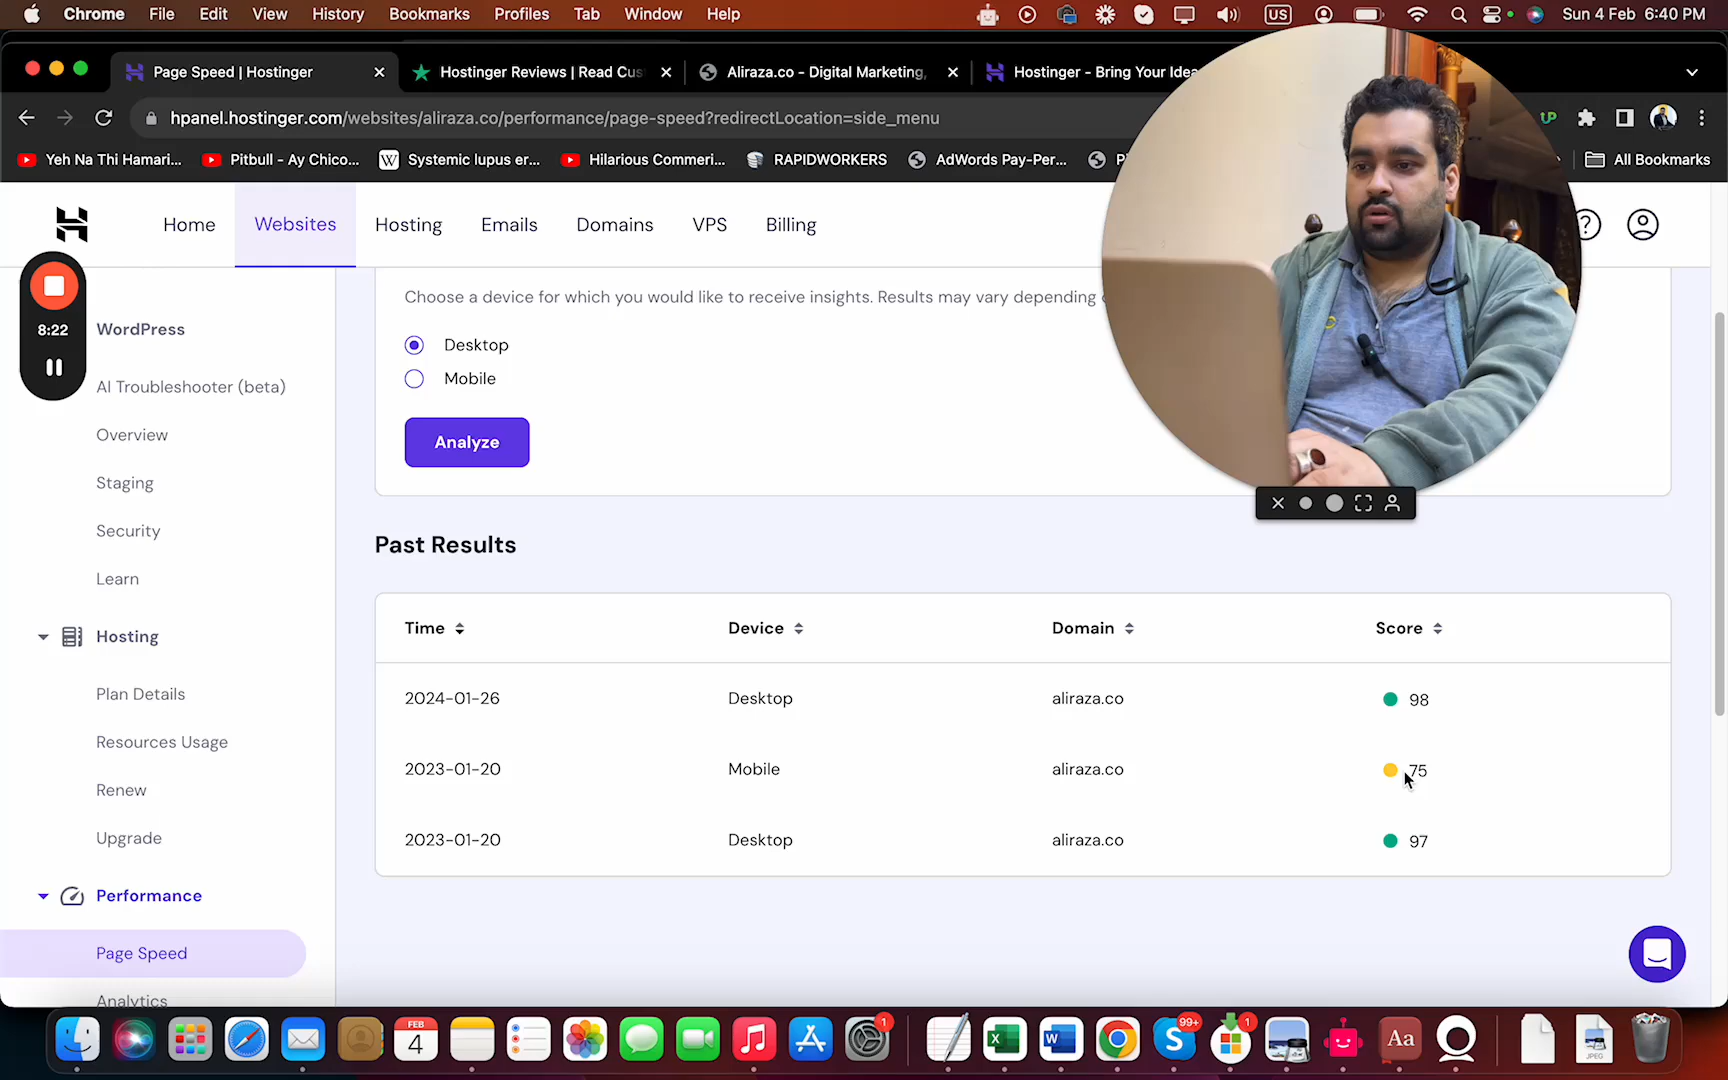 Chrome File Edit View History Bookmarks Profiles Tab Window Help US Sun 4 Feb 6:40 PM
Page Speed | Hostinger Hostinger Reviews | Read Cus Aliraza.co - Digital Marketing, Hostinger - Bring Your Idea
hpanel.hostinger.com/websites/aliraza.co/performance/page-speed?redirectLocation=side_menu
Yeh Na Thi Hamari... Pitbull - Ay Chico... Systemic lupus er... Hilarious Commeri... RAPIDWORKERS AdWords Pay-Per... All Bookmarks
Home Websites Hosting Emails Domains VPS Billing
8:22
WordPress
AI Troubleshooter (beta)
Overview
Staging
Security
Learn
Hosting
Plan Details
Resources Usage
Renew
Upgrade
Performance
Page Speed
Analytics
Choose a device for which you would like to receive insights. Results may vary depending
Desktop
Mobile
Analyze
Past Results
Time Device Domain Score
2024-01-26 Desktop aliraza.co 98
2023-01-20 Mobile aliraza.co 75
2023-01-20 Desktop aliraza.co 97
FEB
4
1
99+
1
Aa
JPEG